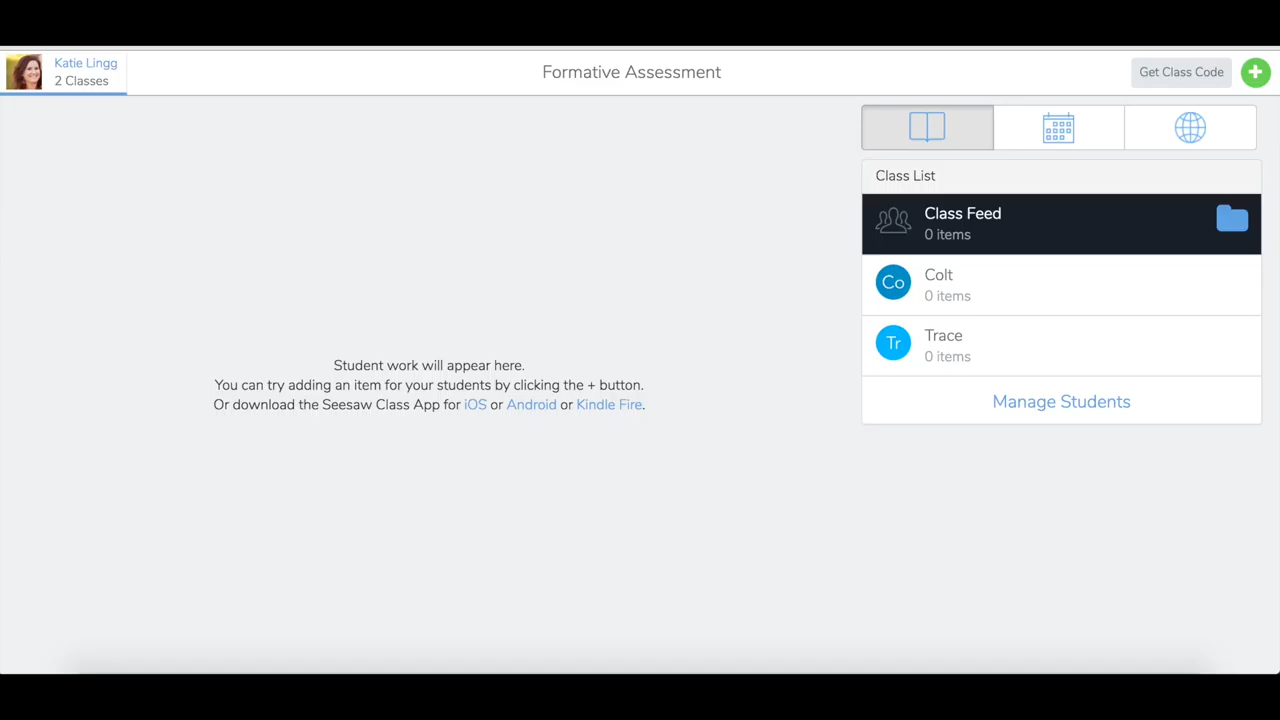 Katie Lingg
2 Classes
Formative Assessment
Get Class Code
Class List
Class Feed
0 items
Co
Colt
0 items
Tr
Trace
0 items
Manage Students
Student work will appear here.
You can try adding an item for your students by clicking the + button.
Or download the Seesaw Class App for iOS or Android or Kindle Fire.